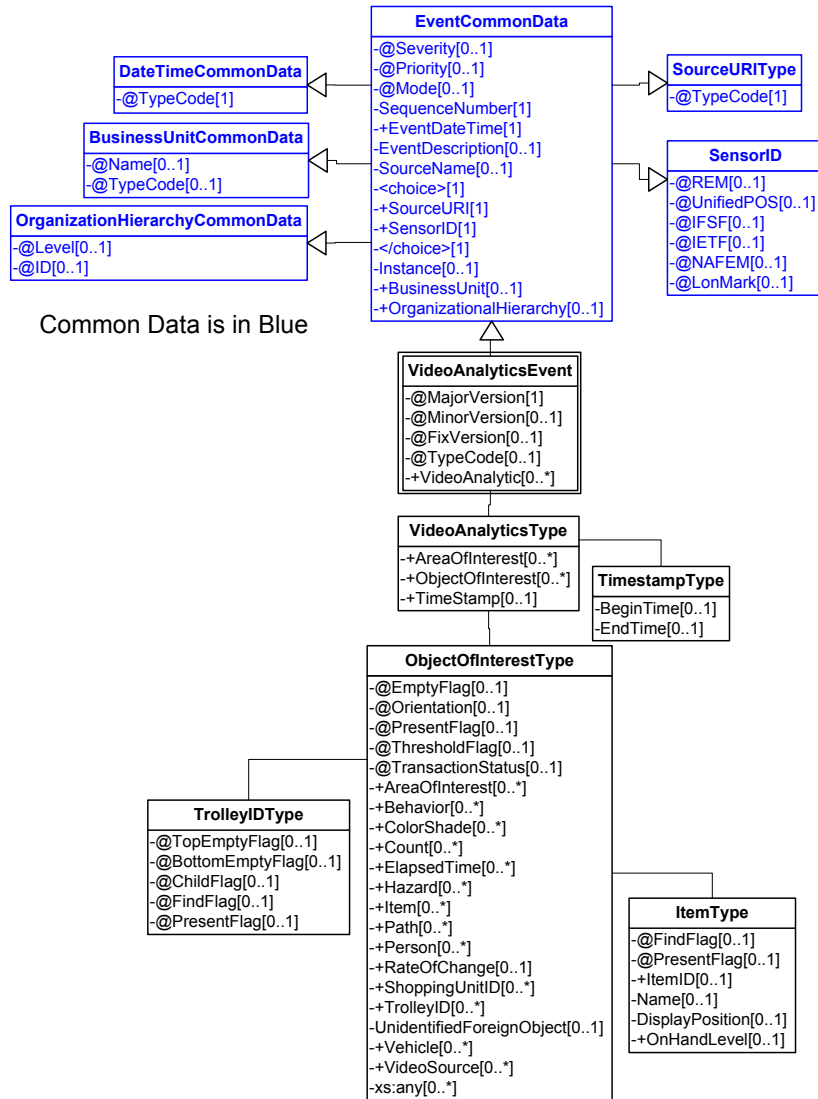 EventCommonData
-@Severity[0..1]
-@Priority[0..1]
-@Mode[0..1]
-SequenceNumber[1]
-+EventDateTime[1]
-EventDescription[0..1]
-SourceName[0..1]
-<choice>[1]
-+SourceURI[1]
-+SensorID[1]
-</choice>[1]
-Instance[0..1]
-+BusinessUnit[0..1]
-+OrganizationalHierarchy[0..1]
DateTimeCommonData
-@TypeCode[1]
BusinessUnitCommonData
-@Name[0..1]
-@TypeCode[0..1]
OrganizationHierarchyCommonData
-@Level[0..1]
-@ID[0..1]
SourceURIType
-@TypeCode[1]
SensorID
-@REM[0..1]
-@UnifiedPOS[0..1]
-@IFSF[0..1]
-@IETF[0..1]
-@NAFEM[0..1]
-@LonMark[0..1]
Common Data is in Blue
VideoAnalyticsEvent
-@MajorVersion[1]
-@MinorVersion[0..1]
-@FixVersion[0..1]
-@TypeCode[0..1]
-+VideoAnalytic[0..*]
VideoAnalyticsType
-+AreaOfInterest[0..*]
-+ObjectOfInterest[0..*]
-+TimeStamp[0..1]
TimestampType
-BeginTime[0..1]
-EndTime[0..1]
ObjectOfInterestType
-@EmptyFlag[0..1]
-@Orientation[0..1]
-@PresentFlag[0..1]
-@ThresholdFlag[0..1]
-@TransactionStatus[0..1]
-+AreaOfInterest[0..*]
-+Behavior[0..*]
-+ColorShade[0..*]
-+Count[0..*]
-+ElapsedTime[0..*]
-+Hazard[0..*]
-+Item[0..*]
-+Path[0..*]
-+Person[0..*]
-+RateOfChange[0..1]
-+ShoppingUnitID[0..*]
-+TrolleyID[0..*]
-UnidentifiedForeignObject[0..1]
-+Vehicle[0..*]
-+VideoSource[0..*]
-xs:any[0..*]
TrolleyIDType
-@TopEmptyFlag[0..1]
-@BottomEmptyFlag[0..1]
-@ChildFlag[0..1]
-@FindFlag[0..1]
-@PresentFlag[0..1]
ItemType
-@FindFlag[0..1]
-@PresentFlag[0..1]
-+ItemID[0..1]
-Name[0..1]
-DisplayPosition[0..1]
-+OnHandLevel[0..1]